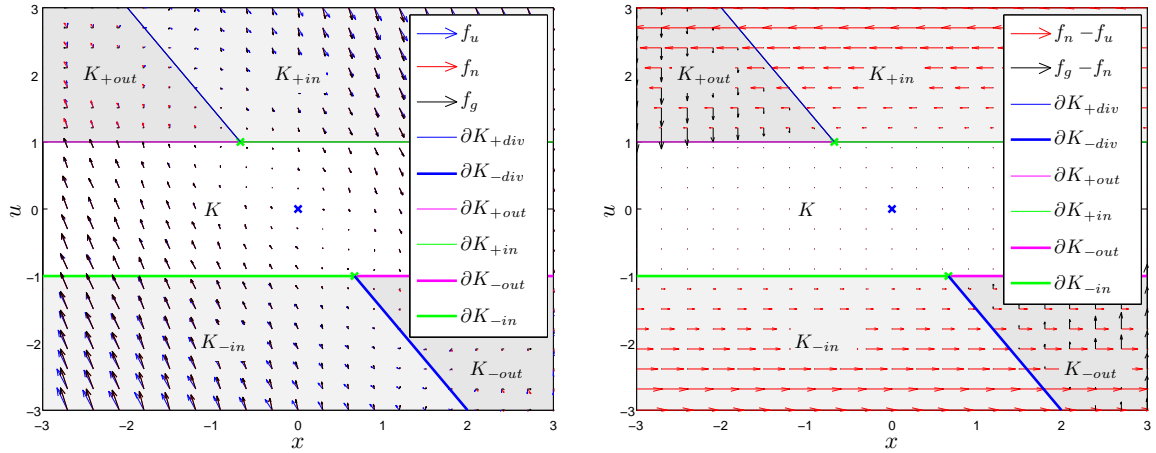 3
2
1
0
−1
−2
−3
−3
−2
−1
0
1
2
3
x
u
K+out
K+in
K
K−in
K−out
fu
fn
fg
∂K+div
∂K−div
∂K+out
∂K+in
∂K−out
∂K−in
3
2
1
0
−1
−2
−3
−3
−2
−1
0
1
2
3
x
u
K+out
K+in
K
K−in
K−out
fn − fu
fg − fn
∂K+div
∂K−div
∂K+out
∂K+in
∂K−out
∂K−in